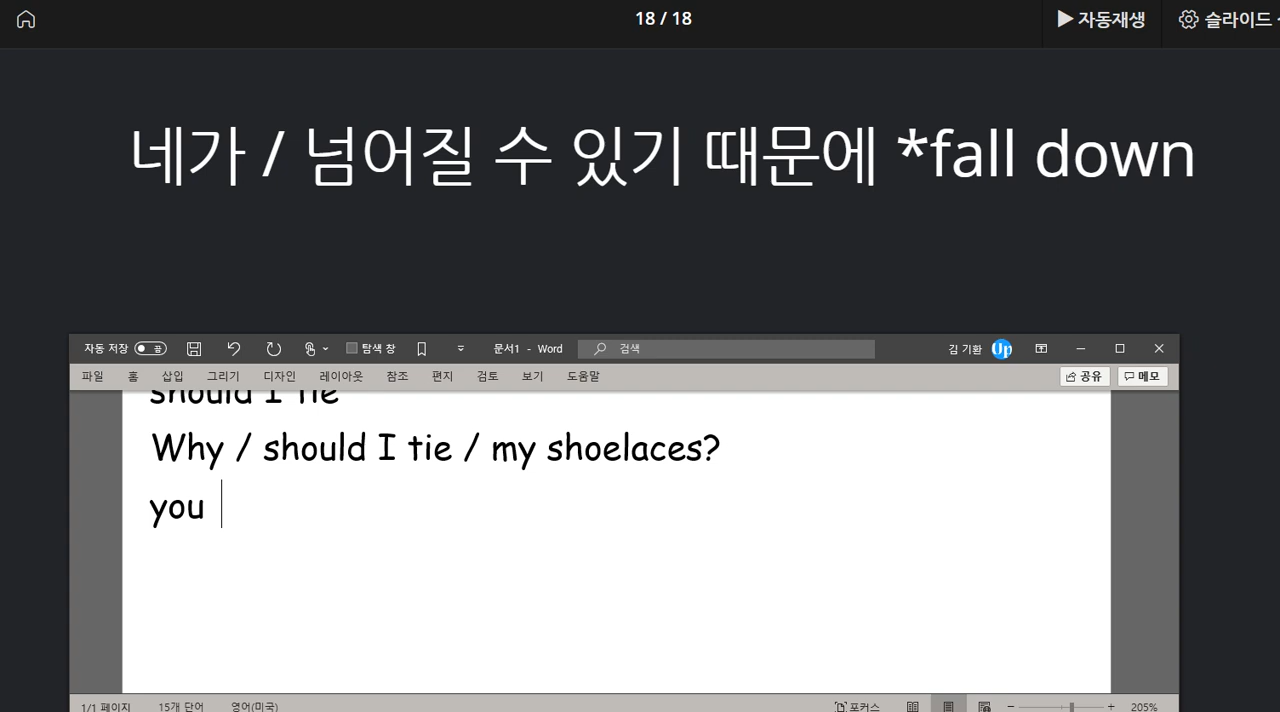 18 / 18
▶ 자동재생
슬라이드
네가 / 넘어질 수 있기 때문에 *fall down
자동 저장 끔
탐색 창
문서1 - Word
검색
김 기환
Up
파일 홈 삽입 그리기 디자인 레이아웃 참조 편지 검토 보기 도움말
공유
메모
should I tie
Why / should I tie / my shoelaces?
you
1/1 페이지 15개 단어 영어(미국)
포커스
205%